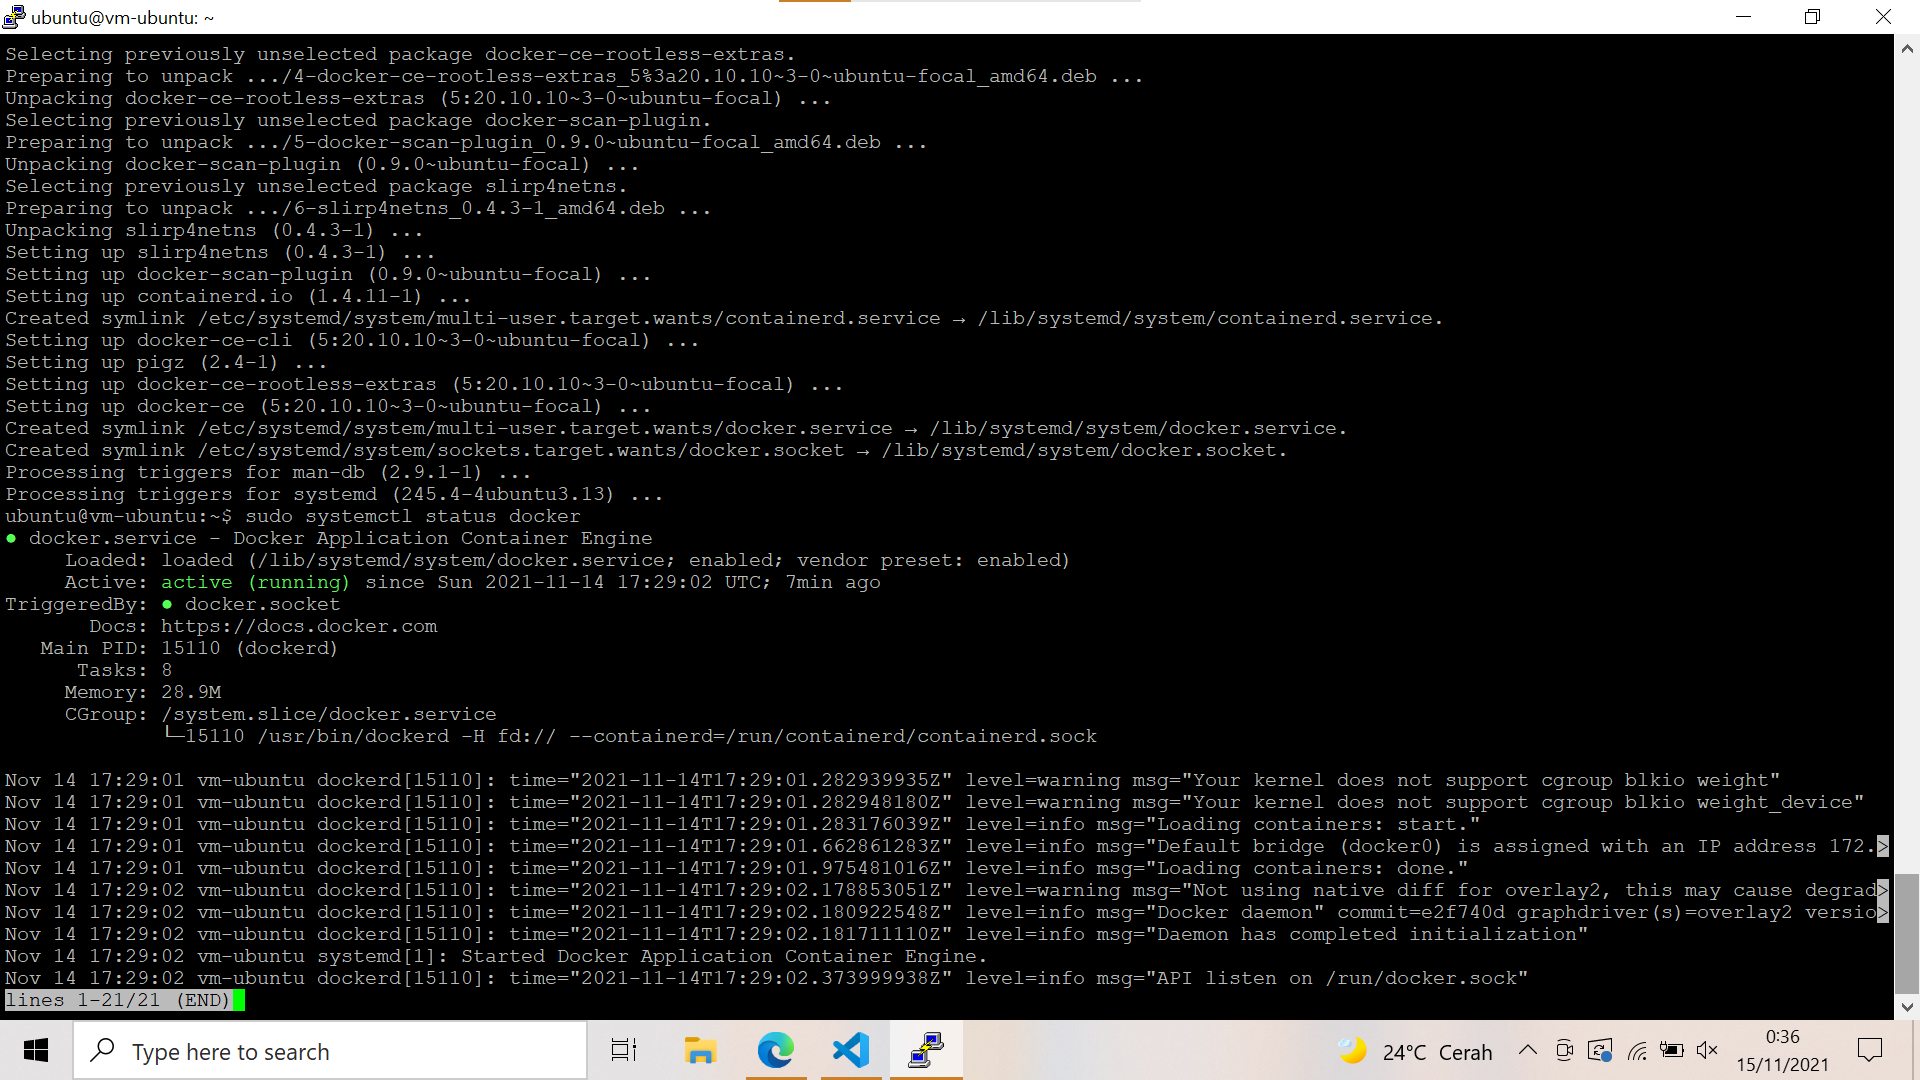 ubuntu@vm-ubuntu: ~
Selecting previously unselected package docker-ce-rootless-extras.
Preparing to unpack .../4-docker-ce-rootless-extras_5%3a20.10.10~3-0~ubuntu-focal_amd64.deb ...
Unpacking docker-ce-rootless-extras (5:20.10.10~3-0~ubuntu-focal) ...
Selecting previously unselected package docker-scan-plugin.
Preparing to unpack .../5-docker-scan-plugin_0.9.0~ubuntu-focal_amd64.deb ...
Unpacking docker-scan-plugin (0.9.0~ubuntu-focal) ...
Selecting previously unselected package slirp4netns.
Preparing to unpack .../6-slirp4netns_0.4.3-1_amd64.deb ...
Unpacking slirp4netns (0.4.3-1) ...
Setting up slirp4netns (0.4.3-1) ...
Setting up docker-scan-plugin (0.9.0~ubuntu-focal) ...
Setting up containerd.io (1.4.11-1) ...
Created symlink /etc/systemd/system/multi-user.target.wants/containerd.service → /lib/systemd/system/containerd.service.
Setting up docker-ce-cli (5:20.10.10~3-0~ubuntu-focal) ...
Setting up pigz (2.4-1) ...
Setting up docker-ce-rootless-extras (5:20.10.10~3-0~ubuntu-focal) ...
Setting up docker-ce (5:20.10.10~3-0~ubuntu-focal) ...
Created symlink /etc/systemd/system/multi-user.target.wants/docker.service → /lib/systemd/system/docker.service.
Created symlink /etc/systemd/system/sockets.target.wants/docker.socket → /lib/systemd/system/docker.socket.
Processing triggers for man-db (2.9.1-1) ...
Processing triggers for systemd (245.4-4ubuntu3.13) ...
ubuntu@vm-ubuntu:~$ sudo systemctl status docker
● docker.service - Docker Application Container Engine
Loaded: loaded (/lib/systemd/system/docker.service; enabled; vendor preset: enabled)
Active: active (running) since Sun 2021-11-14 17:29:02 UTC; 7min ago
TriggeredBy: ● docker.socket
Docs: https://docs.docker.com
Main PID: 15110 (dockerd)
Tasks: 8
Memory: 28.9M
CGroup: /system.slice/docker.service
└─15110 /usr/bin/dockerd -H fd:// --containerd=/run/containerd/containerd.sock
Nov 14 17:29:01 vm-ubuntu dockerd[15110]: time="2021-11-14T17:29:01.282939935Z" level=warning msg="Your kernel does not support cgroup blkio weight"
Nov 14 17:29:01 vm-ubuntu dockerd[15110]: time="2021-11-14T17:29:01.282948180Z" level=warning msg="Your kernel does not support cgroup blkio weight_device"
Nov 14 17:29:01 vm-ubuntu dockerd[15110]: time="2021-11-14T17:29:01.283176039Z" level=info msg="Loading containers: start."
Nov 14 17:29:01 vm-ubuntu dockerd[15110]: time="2021-11-14T17:29:01.662861283Z" level=info msg="Default bridge (docker0) is assigned with an IP address 172.>
Nov 14 17:29:01 vm-ubuntu dockerd[15110]: time="2021-11-14T17:29:01.975481016Z" level=info msg="Loading containers: done."
Nov 14 17:29:02 vm-ubuntu dockerd[15110]: time="2021-11-14T17:29:02.178853051Z" level=warning msg="Not using native diff for overlay2, this may cause degrad>
Nov 14 17:29:02 vm-ubuntu dockerd[15110]: time="2021-11-14T17:29:02.180922548Z" level=info msg="Docker daemon" commit=e2f740d graphdriver(s)=overlay2 versio>
Nov 14 17:29:02 vm-ubuntu dockerd[15110]: time="2021-11-14T17:29:02.181711110Z" level=info msg="Daemon has completed initialization"
Nov 14 17:29:02 vm-ubuntu systemd[1]: Started Docker Application Container Engine.
Nov 14 17:29:02 vm-ubuntu dockerd[15110]: time="2021-11-14T17:29:02.373999938Z" level=info msg="API listen on /run/docker.sock"
lines 1-21/21 (END)
Type here to search
24°C Cerah
0:36
15/11/2021